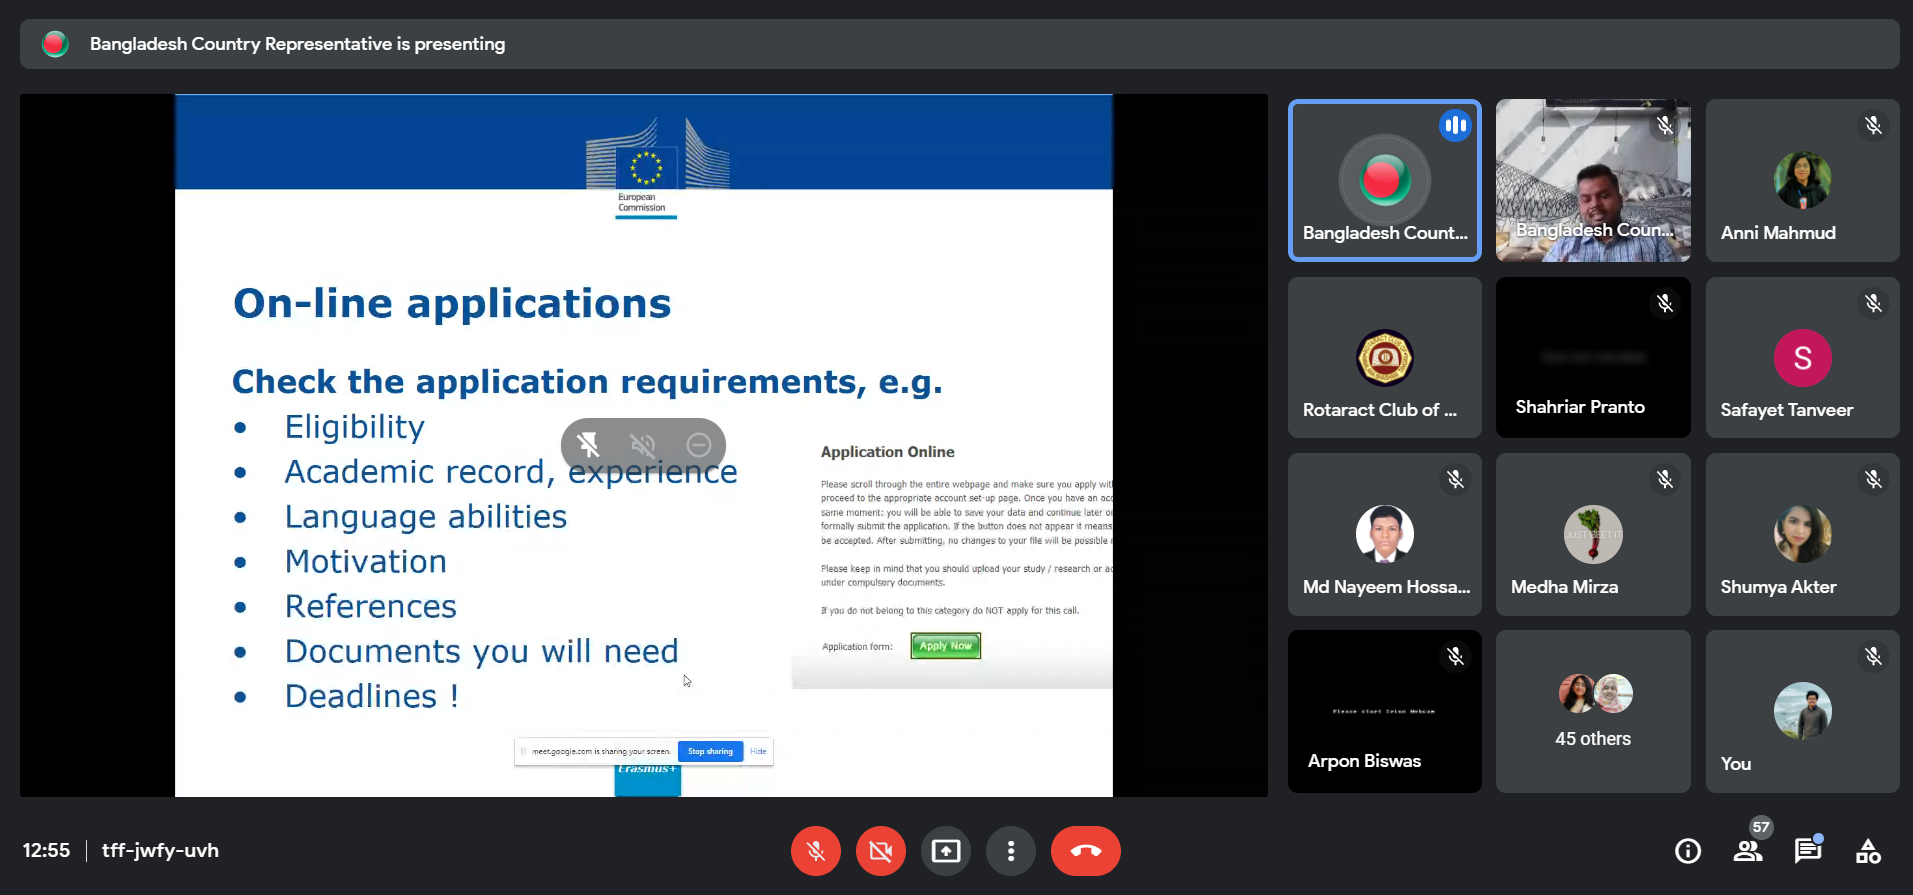 Bangladesh Country Representative is presenting
European
Commission
On-line applications
Check the application requirements, e.g.
• Eligibility
• Academic record, experience
• Language abilities
• Motivation
• References
• Documents you will need
• Deadlines !
Application Online
Please scroll through the entire webpage and make sure you apply wit
proceed to the appropriate account set-up page. Once you have an acc
same moment: you will be able to save your data and continue later o
formally submit the application. If the button does not appear it means
be accepted. After submitting, no changes to your file will be possible
Please keep in mind that you should upload your study / research or ac
under compulsory documents.
If you do not belong to this category do NOT apply for this call.
Application form: Apply Now
meet.google.com is sharing your screen. Stop sharing Hide
Erasmus+
Bangladesh Count...
Bangladesh Coun...
Anni Mahmud
Rotaract Club of ...
Shahriar Pranto
S
Safayet Tanveer
Md Nayeem Hossa...
JUST BEET IT
Medha Mirza
Shumya Akter
Please start Iriun Webcam
Arpon Biswas
45 others
You
12:55 | tff-jwfy-uvh
57